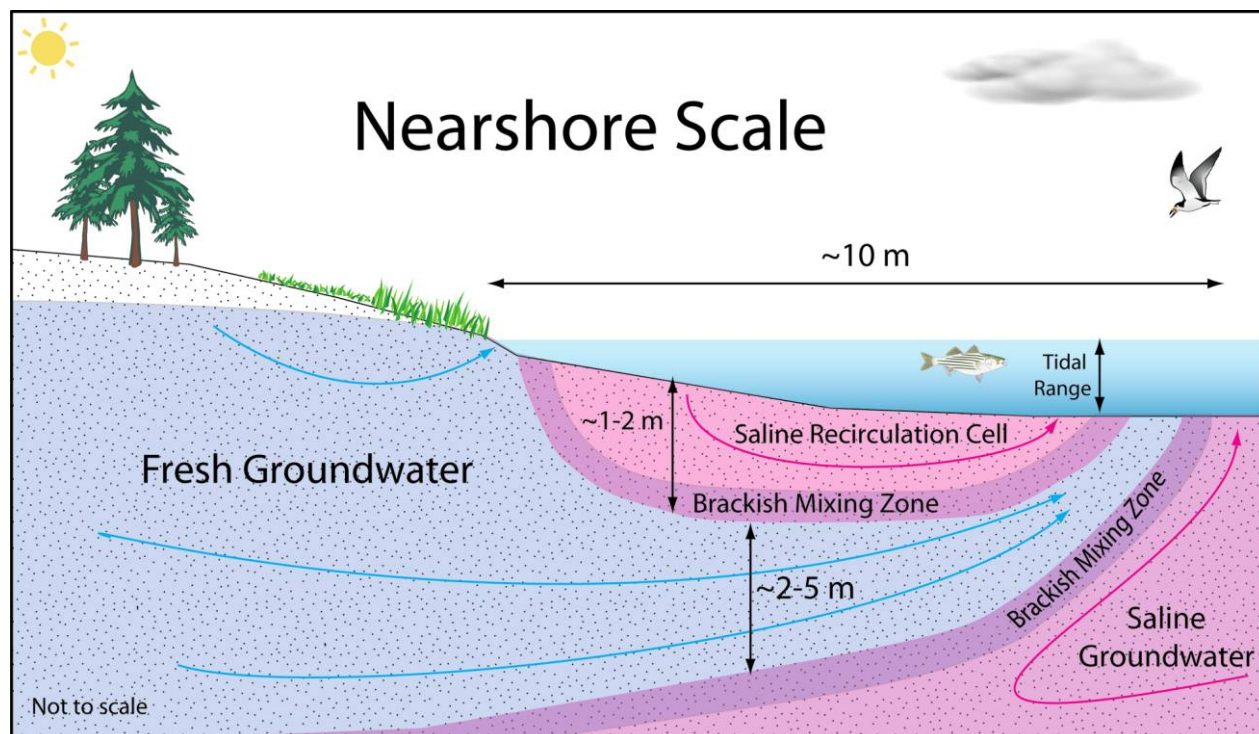 Nearshore Scale
~10 m
Tidal
Range
~1-2 m
Saline Recirculation Cell
Fresh Groundwater
Brackish Mixing Zone
~2-5 m
Brackish Mixing Zone
Saline
Groundwater
Not to scale